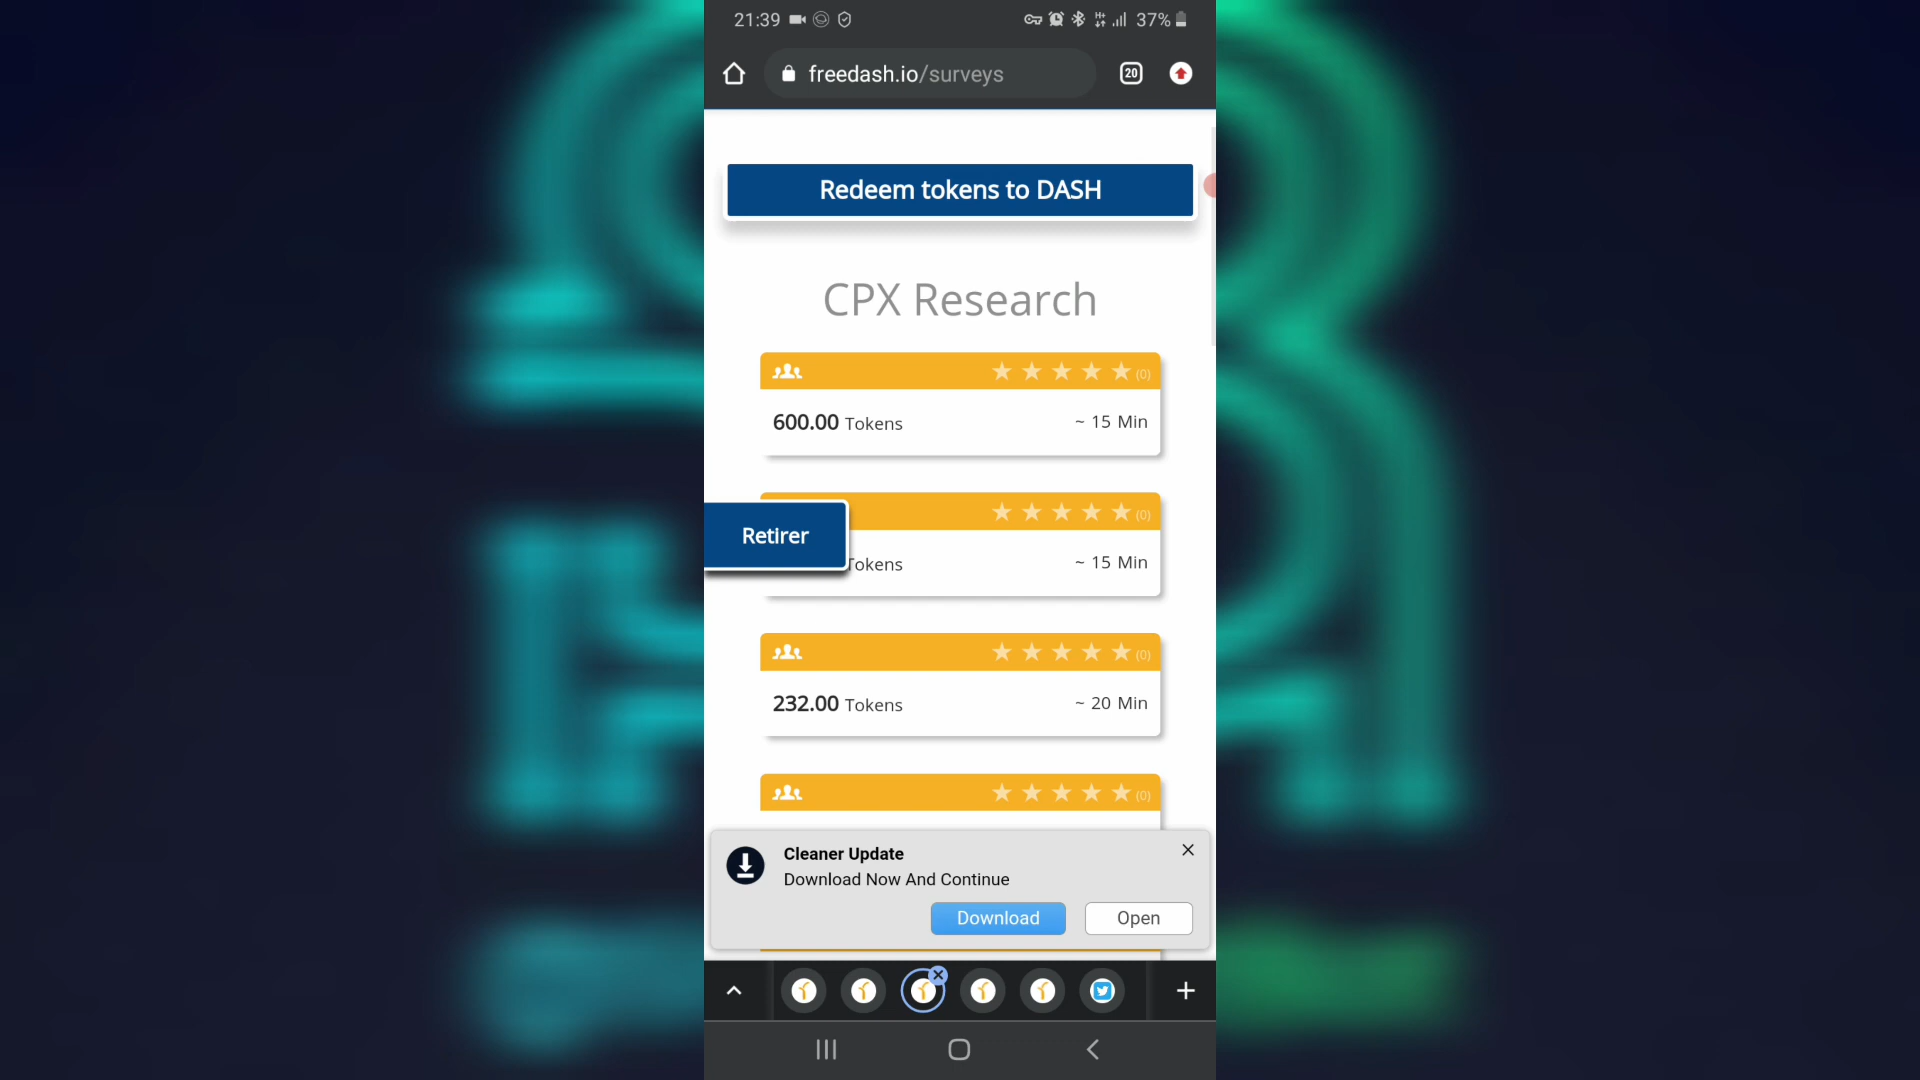 21:39
37%
freedash.io/surveys
20
Redeem tokens to DASH
CPX Research
(0)
600.00 Tokens
~ 15 Min
(0)
Retirer
Tokens
~ 15 Min
(0)
232.00 Tokens
~ 20 Min
(0)
Cleaner Update
Download Now And Continue
Download
Open